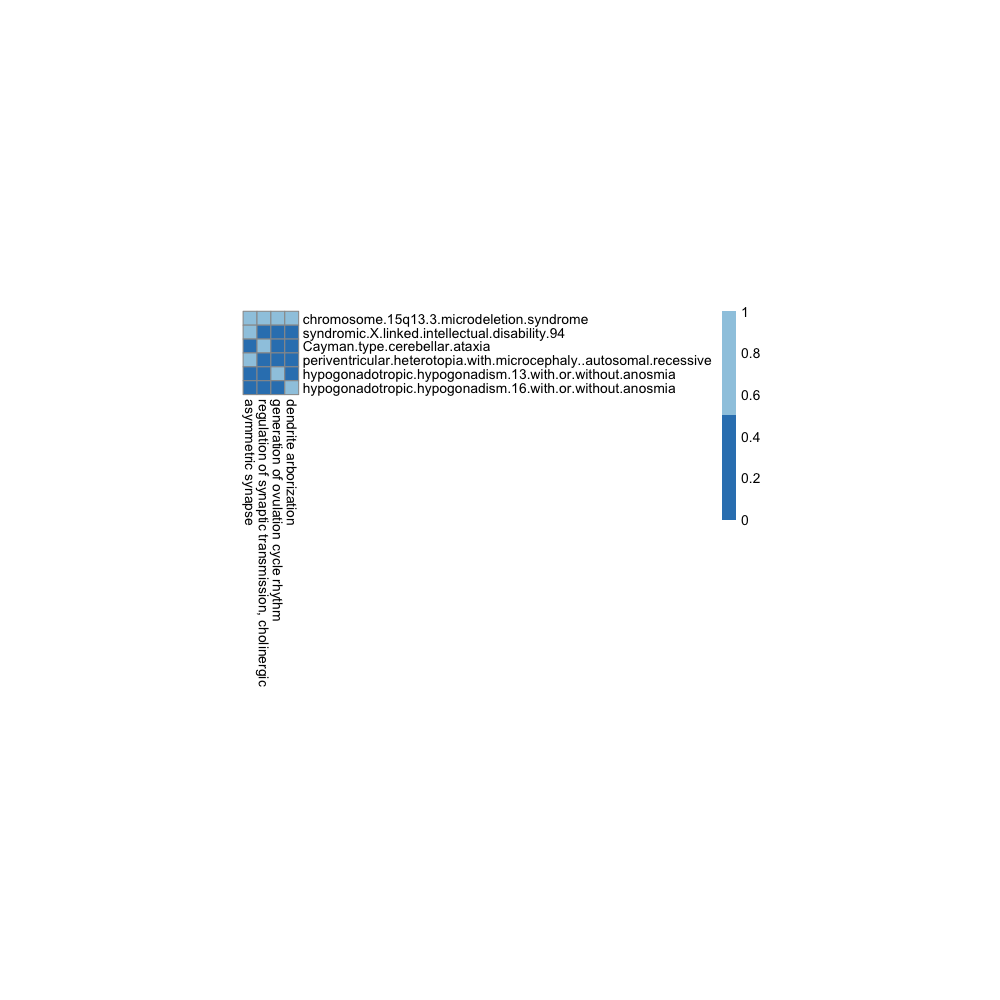 chromosome.15q13.3.microdeletion.syndrome
syndromic.X.linked.intellectual.disability.94
Cayman.type.cerebellar.ataxia
periventricular.heterotopia.with.microcephaly..autosomal.recessive
hypogonadotropic.hypogonadism.13.with.or.without.anosmia
hypogonadotropic.hypogonadism.16.with.or.without.anosmia
asymmetric synapse
regulation of synaptic transmission, cholinergic
generation of ovulation cycle rhythm
dendrite arborization
1
0.8
0.6
0.4
0.2
0